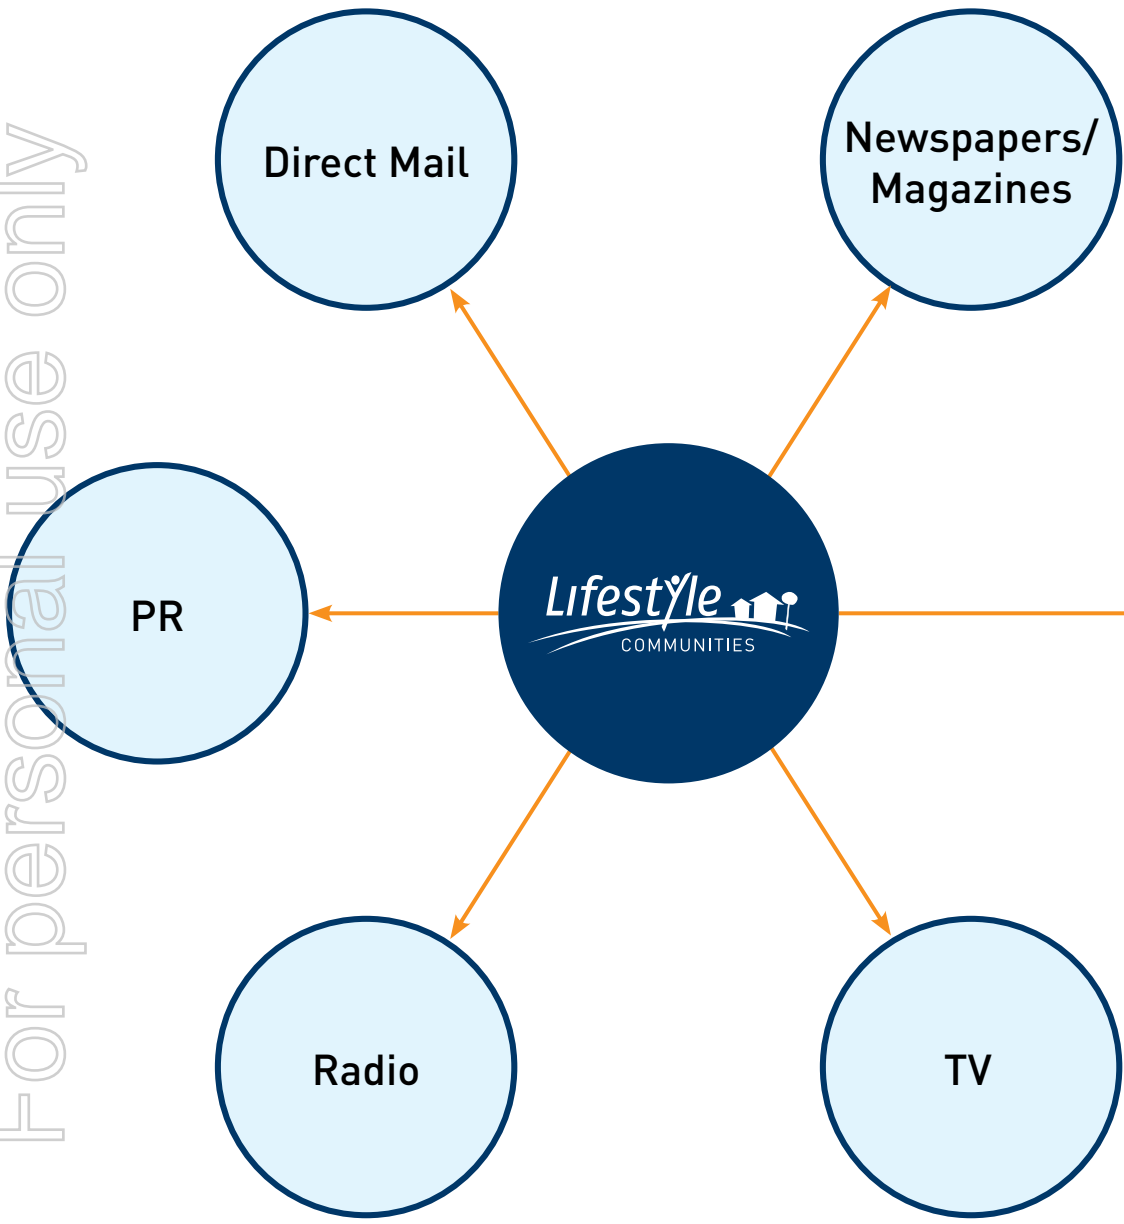 Direct Mail
Newspapers/
Magazines
PR
Lifestyle
COMMUNITIES
Radio
TV
For personal use only